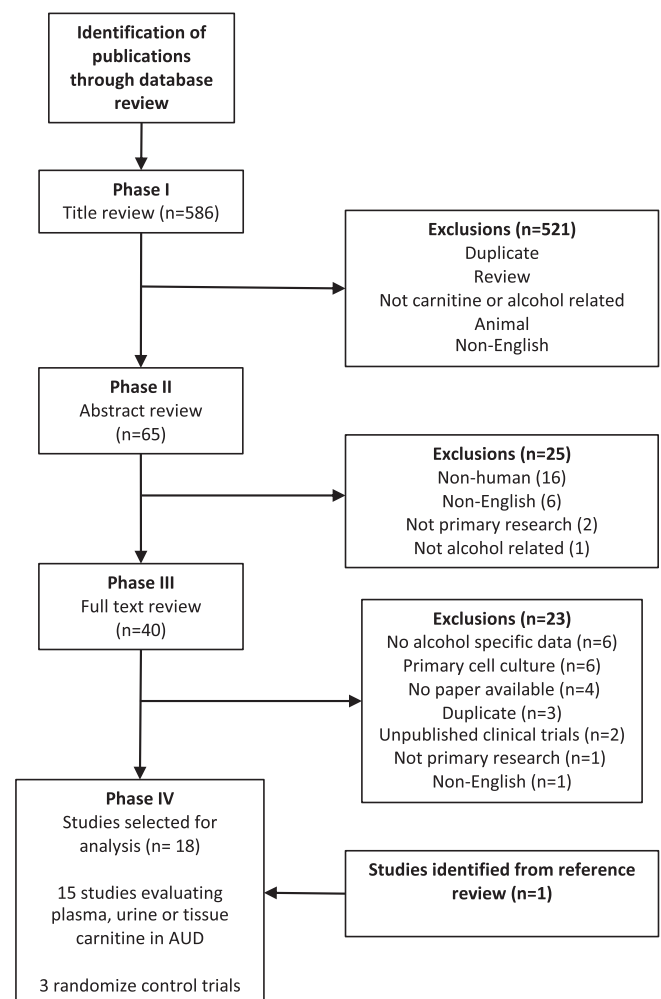 Identification of
publications
through database
review
Phase I
Title review (n=586)
Exclusions (n=521)
Duplicate
Review
Not carnitine or alcohol related
Animal
Non-English
Phase II
Abstract review
(n=65)
Exclusions (n=25)
Non-human (16)
Non-English (6)
Not primary research (2)
Not alcohol related (1)
Phase III
Full text review
(n=40)
Exclusions (n=23)
No alcohol specific data (n=6)
Primary cell culture (n=6)
No paper available (n=4)
Duplicate (n=3)
Unpublished clinical trials (n=2)
Not primary research (n=1)
Non-English (n=1)
Phase IV
Studies selected for
analysis (n= 18)
15 studies evaluating
plasma, urine or tissue
carnitine in AUD
3 randomize control trials
Studies identified from reference
review (n=1)